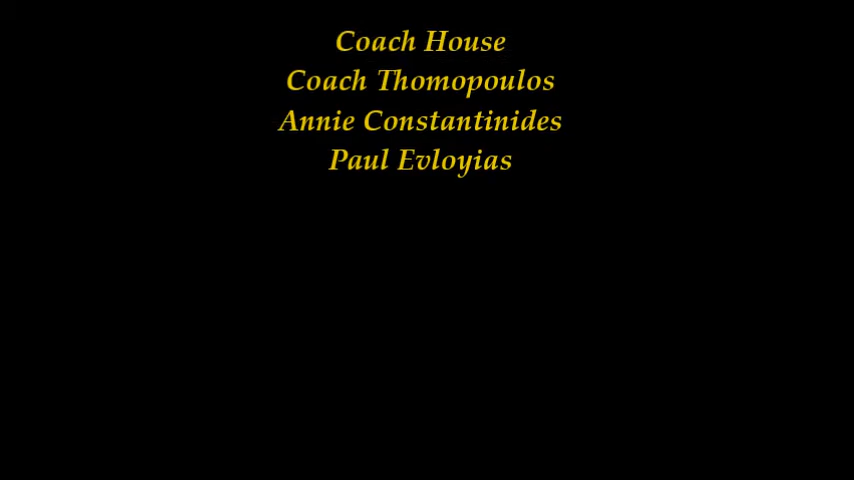 Coach House
Coach Thomopoulos
Annie Constantinides
Paul Evloyias